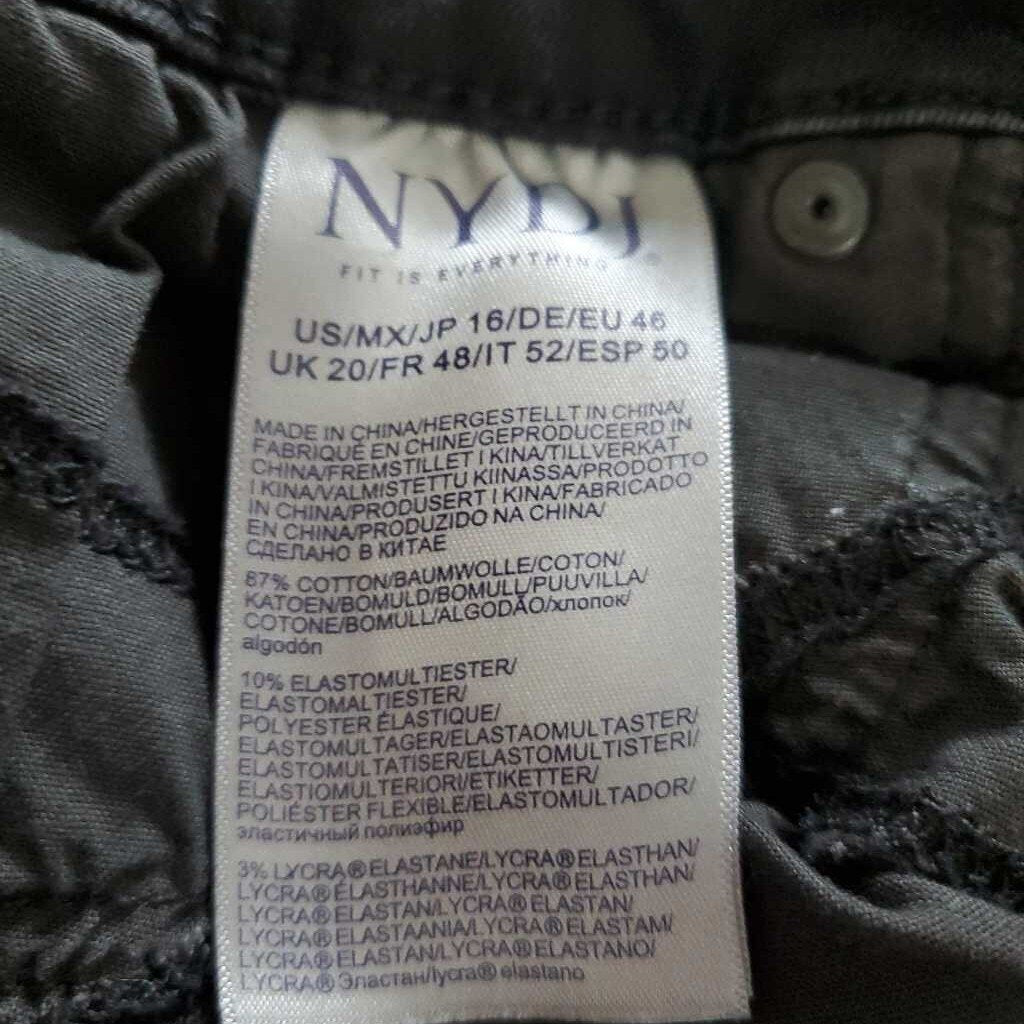 NYDJ®
FIT IS EVERYTHING
US/MX/JP 16/DE/EU 46
UK 20/FR 48/IT 52/ESP 50
MADE IN CHINA/HERGESTELLT IN CHINA/
FABRIQUÉ EN CHINE/GEPRODUCEERD IN
CHINA/FREMSTILLET I KINA/TILLVERKAT
I KINA/VALMISTETTU KIINASSA/PRODOTTO
IN CHINA/PRODUSERT I KINA/FABRICADO
EN CHINA/PRODUZIDO NA CHINA/
СДЕЛАНО В КИТАЕ
87% COTTON/BAUMWOLLE/COTON/
KATOEN/BOMULD/BOMULL/PUUVILLA/
COTONE/BOMULL/ALGODÃO/хлопок/
algodón
10% ELASTOMULTIESTER/
ELASTOMALTIESTER/
POLYESTER ÉLASTIQUE/
ELASTOMULTAGER/ELASTAOMULTASTER/
ELASTOMULTATISER/ELASTOMULTISTERI/
ELASTIOMULTERIORI/ETIKETTER/
POLIÉSTER FLEXIBLE/ELASTOMULTADOR/
эластичный полиэфир
3% LYCRA® ELASTANE/LYCRA® ELASTHAN/
LYCRA® ÉLASTHANNE/LYCRA® ELASTHAN/
LYCRA® ELASTAN/LYCRA® ELASTAN/
LYCRA® ELASTAANIA/LYCRA® ELASTAM/
LYCRA® ELASTAN/LYCRA® ELASTANO/
LYCRA® Эластан/lycra® elastano